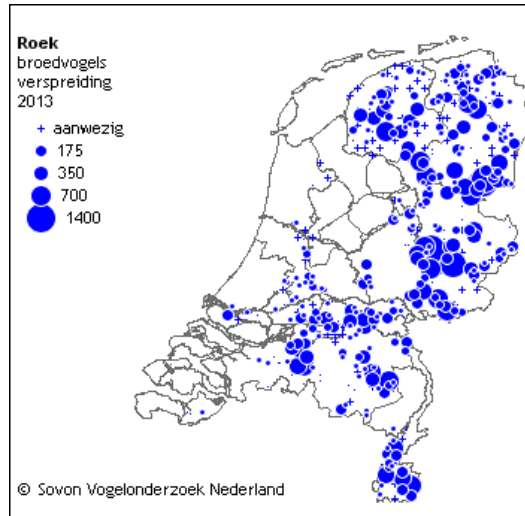 Roek
broedvogels
verspreiding
2013
+ aanwezig
175
350
700
1400
© Sovon Vogelonderzoek Nederland